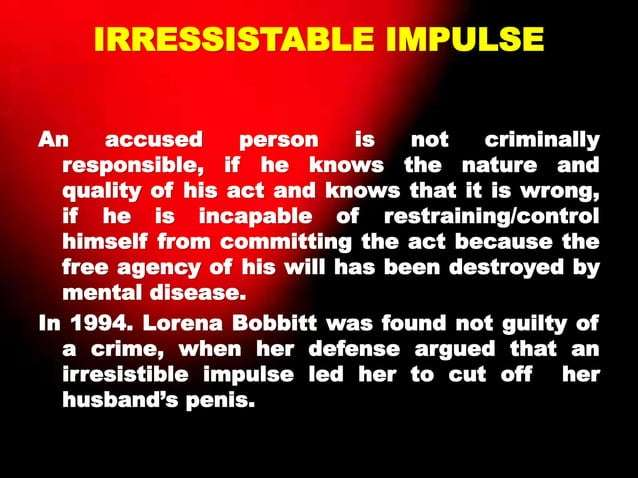 IRRESSISTABLE IMPULSE
An accused person is not criminally
responsible, if he knows the nature and
quality of his act and knows that it is wrong,
if he is incapable of restraining/control
himself from committing the act because the
free agency of his will has been destroyed by
mental disease.
In 1994. Lorena Bobbitt was found not guilty of
a crime, when her defense argued that an
irresistible impulse led her to cut off her
husband’s penis.